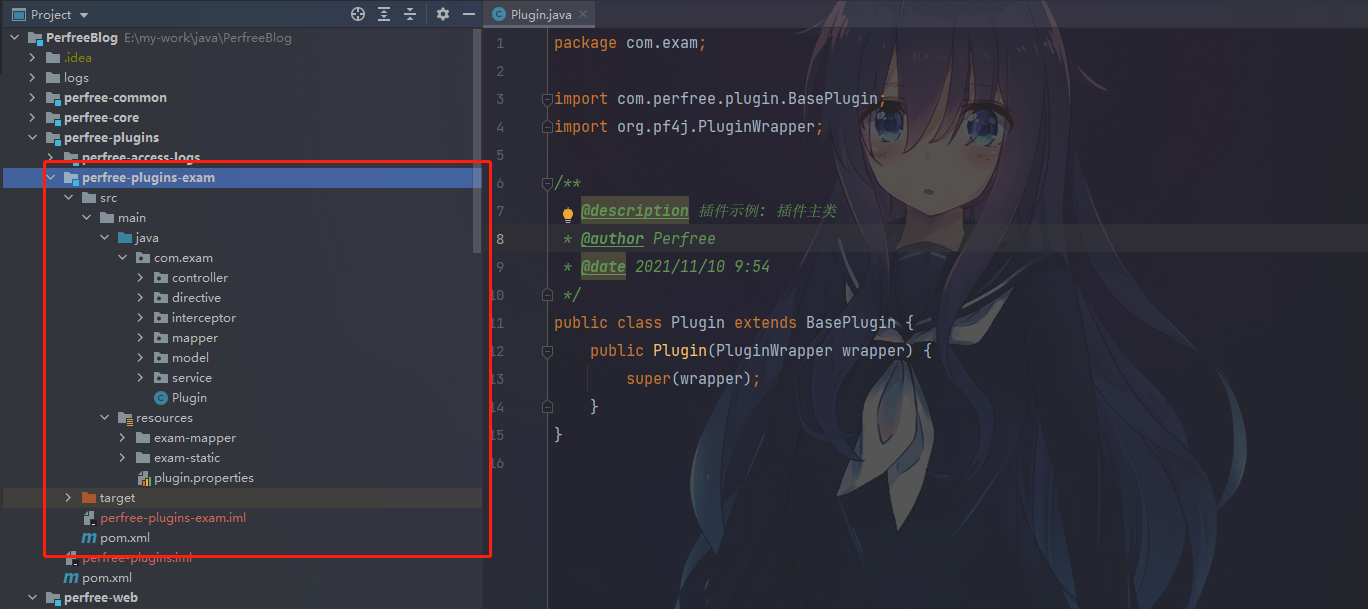 Project
PerfreeBlog E:\my-work\java\PerfreeBlog
.idea
logs
perfree-common
perfree-core
perfree-plugins
perfree-access-logs
perfree-plugins-exam
src
main
java
com.exam
controller
directive
interceptor
mapper
model
service
Plugin
resources
exam-mapper
exam-static
plugin.properties
target
perfree-plugins-exam.iml
pom.xml
perfree-plugins.iml
pom.xml
perfree-web
Plugin.java
1 package com.exam;
2
3 import com.perfree.plugin.BasePlugin;
4 import org.pf4j.PluginWrapper;
5
6 /**
7 @description 插件示例: 插件主类
8 * @author Perfree
9 * @date 2021/11/10 9:54
10 */
11 public class Plugin extends BasePlugin {
12 public Plugin(PluginWrapper wrapper) {
13 super(wrapper);
14 }
15 }
16